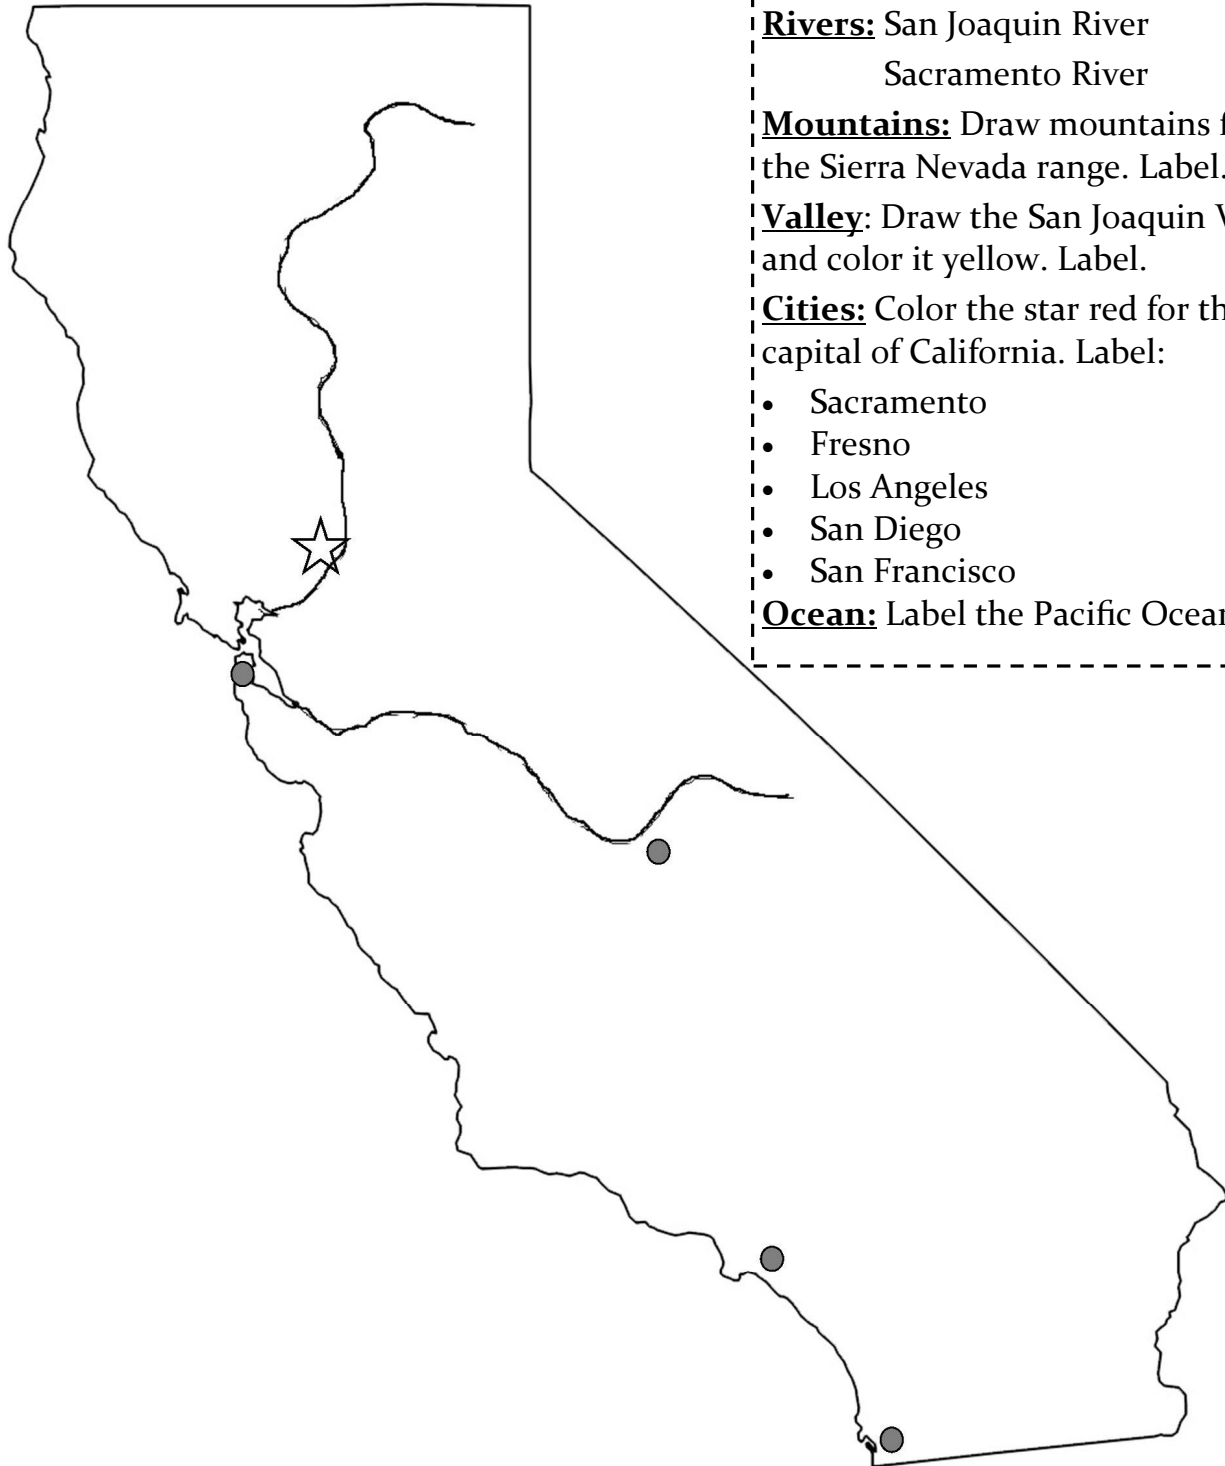 Rivers: San Joaquin River
Sacramento River
Mountains: Draw mountains
the Sierra Nevada range. Label.
Valley: Draw the San Joaquin
and color it yellow. Label.
Cities: Color the star red for
capital of California. Label:
• Sacramento
• Fresno
• Los Angeles
• San Diego
• San Francisco
Ocean: Label the Pacific Ocean